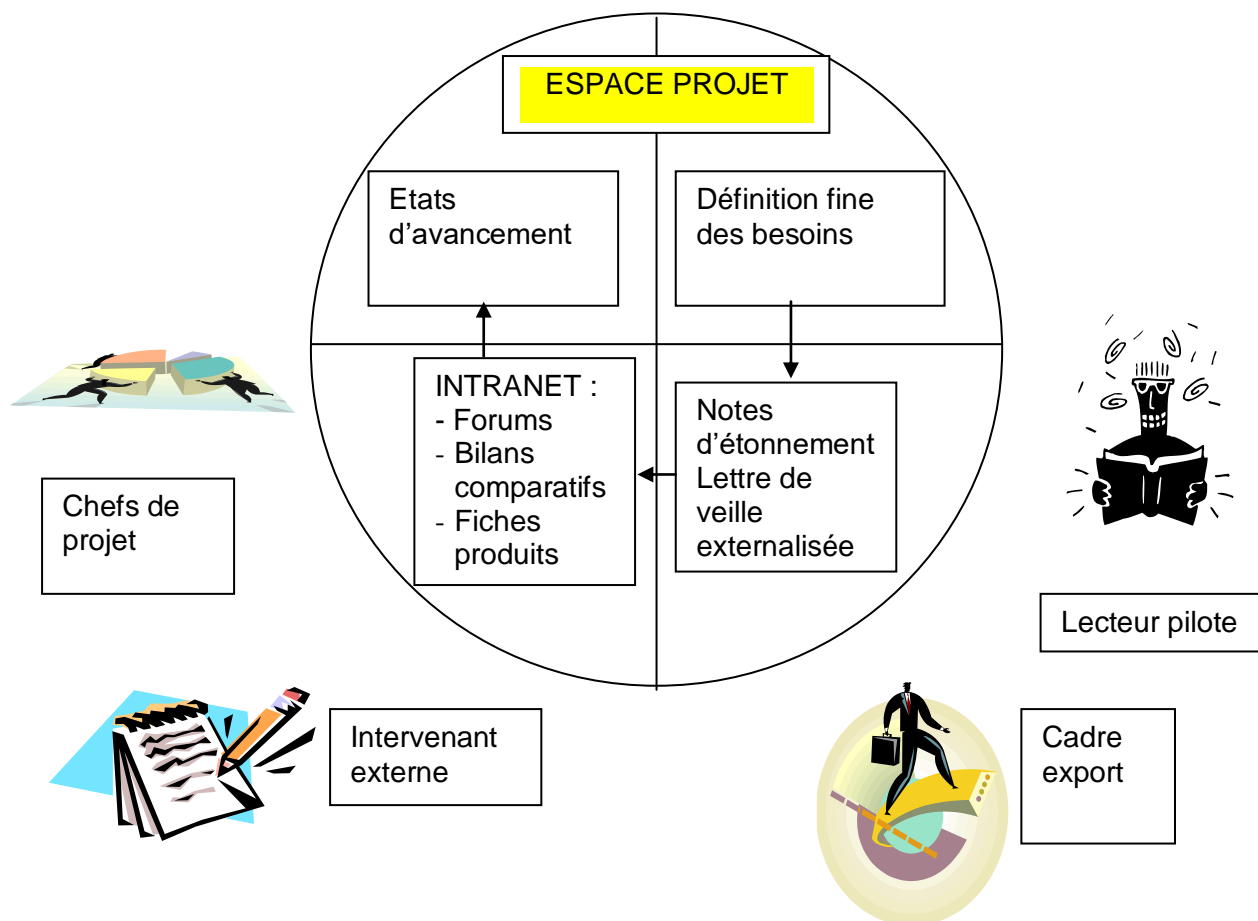 ESPACE PROJET
Etats
d’avancement
Définition fine
des besoins
INTRANET :
- Forums
- Bilans
comparatifs
- Fiches
produits
Notes
d’étonnement
Lettre de
veille
externalisée
Chefs de
projet
Lecteur pilote
Intervenant
externe
Cadre
export